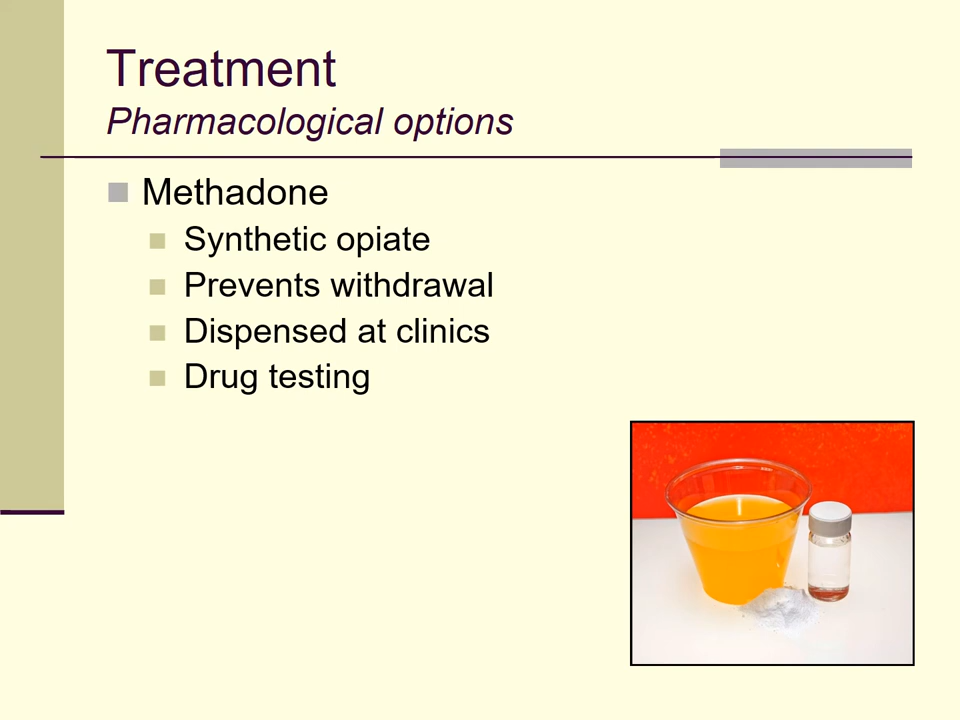 Treatment
Pharmacological options
Methadone
Synthetic opiate
Prevents withdrawal
Dispensed at clinics
Drug testing